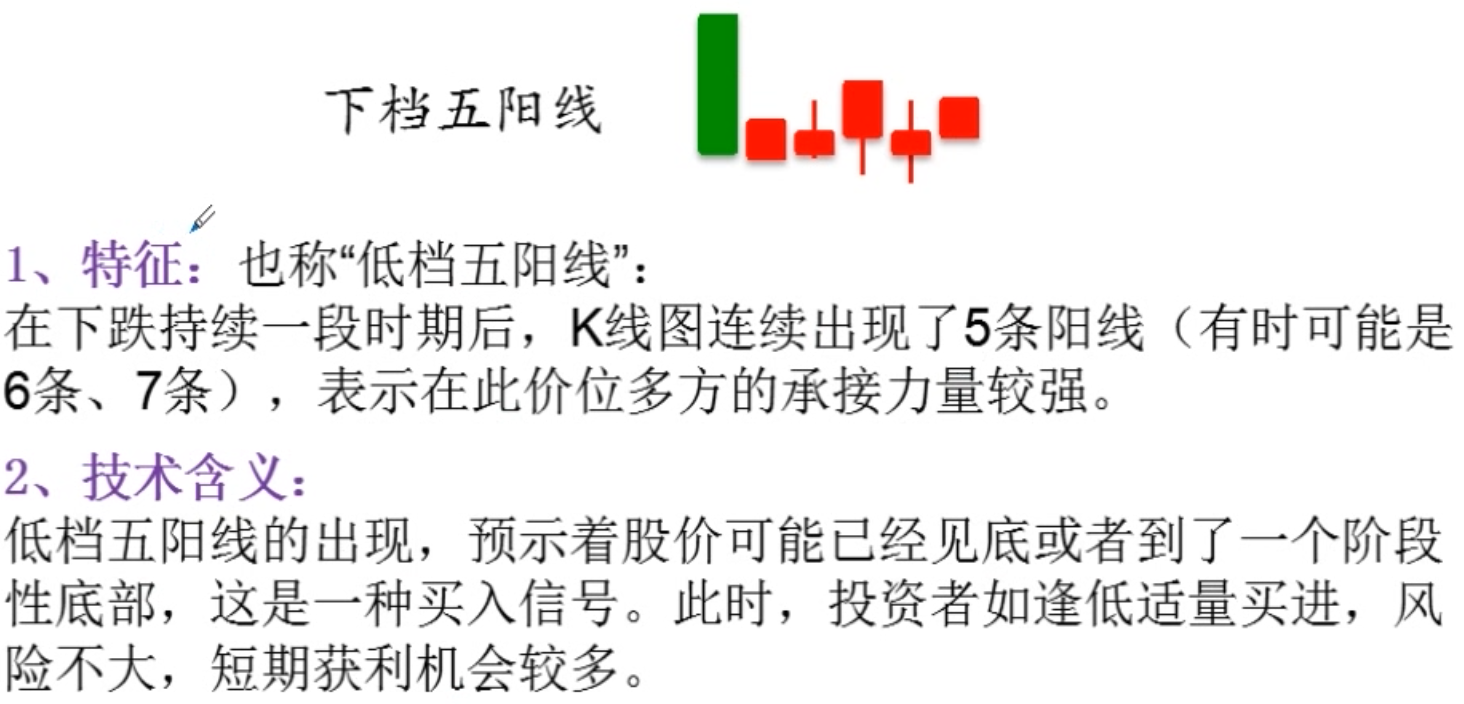 下档五阳线
1、特征：也称“低档五阳线”：
在下跌持续一段时期后，K线图连续出现了5条阳线（有时可能是
6条、7条），表示在此价位多方的承接力量较强。
2、技术含义：
低档五阳线的出现，预示着股价可能已经见底或者到了一个阶段
性底部，这是一种买入信号。此时，投资者如逢低适量买进，风
险不大，短期获利机会较多。